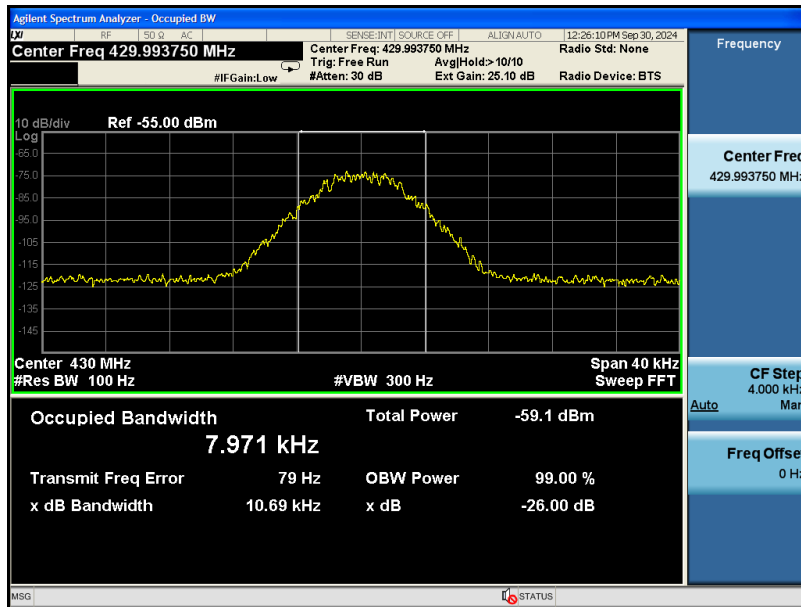 Agilent Spectrum Analyzer - Occupied BW
LXI RF 50 Ω AC SENSE:INT SOURCE OFF ALIGN AUTO 12:26:10 PM Sep 30, 2024
Center Freq 429.993750 MHz
Center Freq: 429.993750 MHz Radio Std: None
Trig: Free Run Avg|Hold:>10/10
#IFGain:Low #Atten: 30 dB Ext Gain: 25.10 dB Radio Device: BTS
10 dB/div Ref -55.00 dBm
Log
-65.0
-75.0
-85.0
-95.0
-105
-115
-125
-135
-145
Center 430 MHz Span 40 kHz
#Res BW 100 Hz #VBW 300 Hz Sweep FFT
Occupied Bandwidth Total Power -59.1 dBm
7.971 kHz
Transmit Freq Error 79 Hz OBW Power 99.00 %
x dB Bandwidth 10.69 kHz x dB -26.00 dB
MSG STATUS
Frequency
Center Freq
429.993750 MHz
CF Step
4.000 kHz
Auto Man
Freq Offset
0 Hz